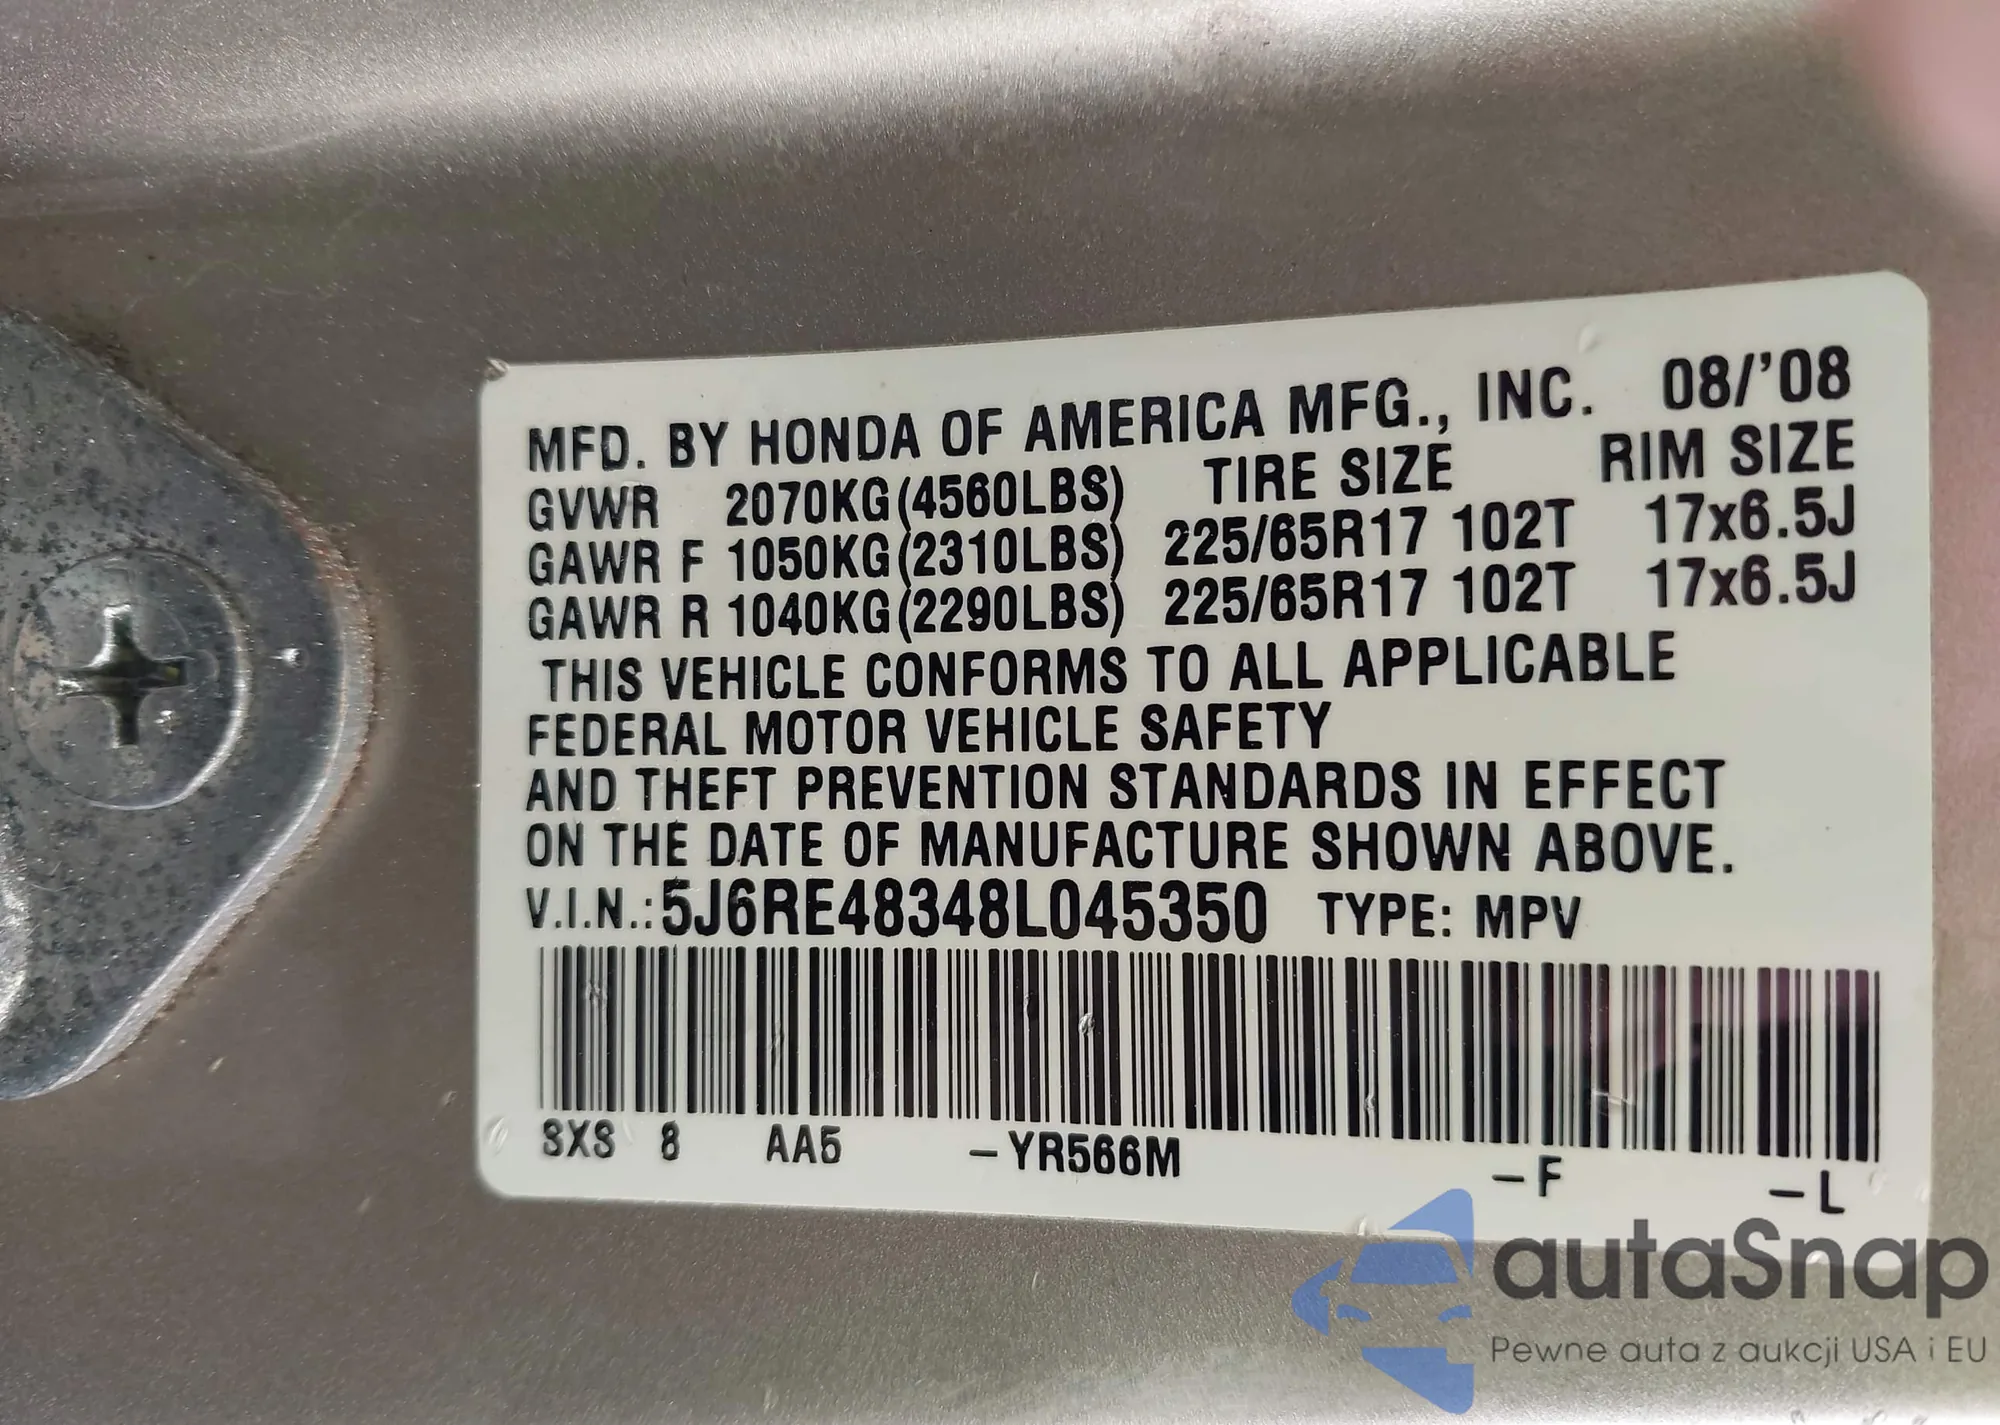 MFD. BY HONDA OF AMERICA MFG., INC. 08/'08
GVWR 2070KG(4560LBS) TIRE SIZE RIM SIZE
GAWR F 1050KG(2310LBS) 225/65R17 102T 17x6.5J
GAWR R 1040KG(2290LBS) 225/65R17 102T 17x6.5J
THIS VEHICLE CONFORMS TO ALL APPLICABLE
FEDERAL MOTOR VEHICLE SAFETY
AND THEFT PREVENTION STANDARDS IN EFFECT
ON THE DATE OF MANUFACTURE SHOWN ABOVE.
V.I.N.:5J6RE48348L045350 TYPE: MPV
SXS 8 AA5 -YR566M -F -L
autaSnap
Pewne auta z aukcji USA i EU